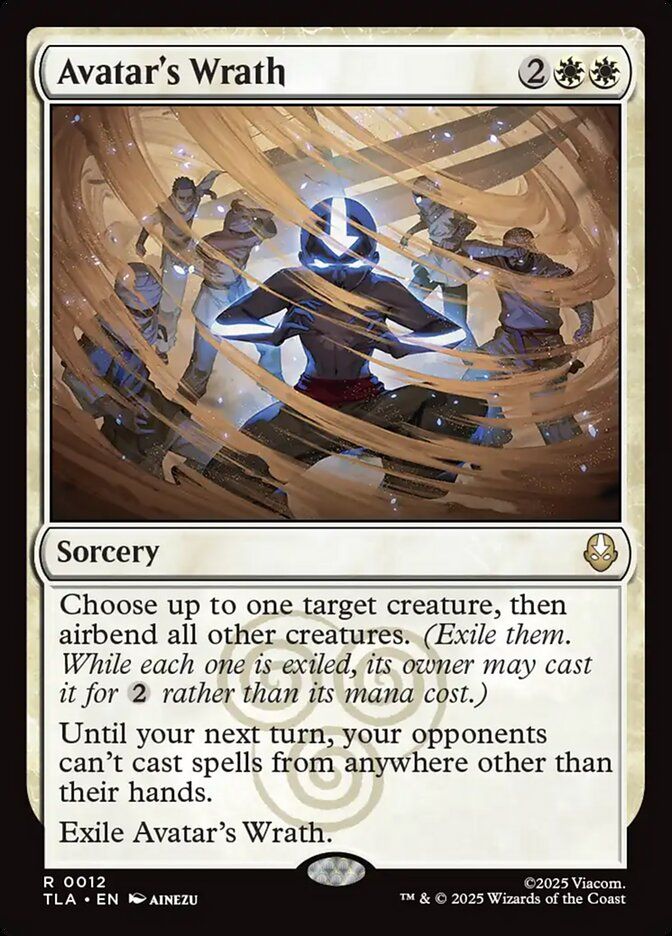 Avatar's Wrath 2
Sorcery
Choose up to one target creature, then
airbend all other creatures. (Exile them.
While each one is exiled, its owner may cast
it for 2 rather than its mana cost.)
Until your next turn, your opponents
can't cast spells from anywhere other than
their hands.
Exile Avatar's Wrath.
R 0012
©2025 Viacom.
TLA • EN AINEZU
™ & © 2025 Wizards of the Coast